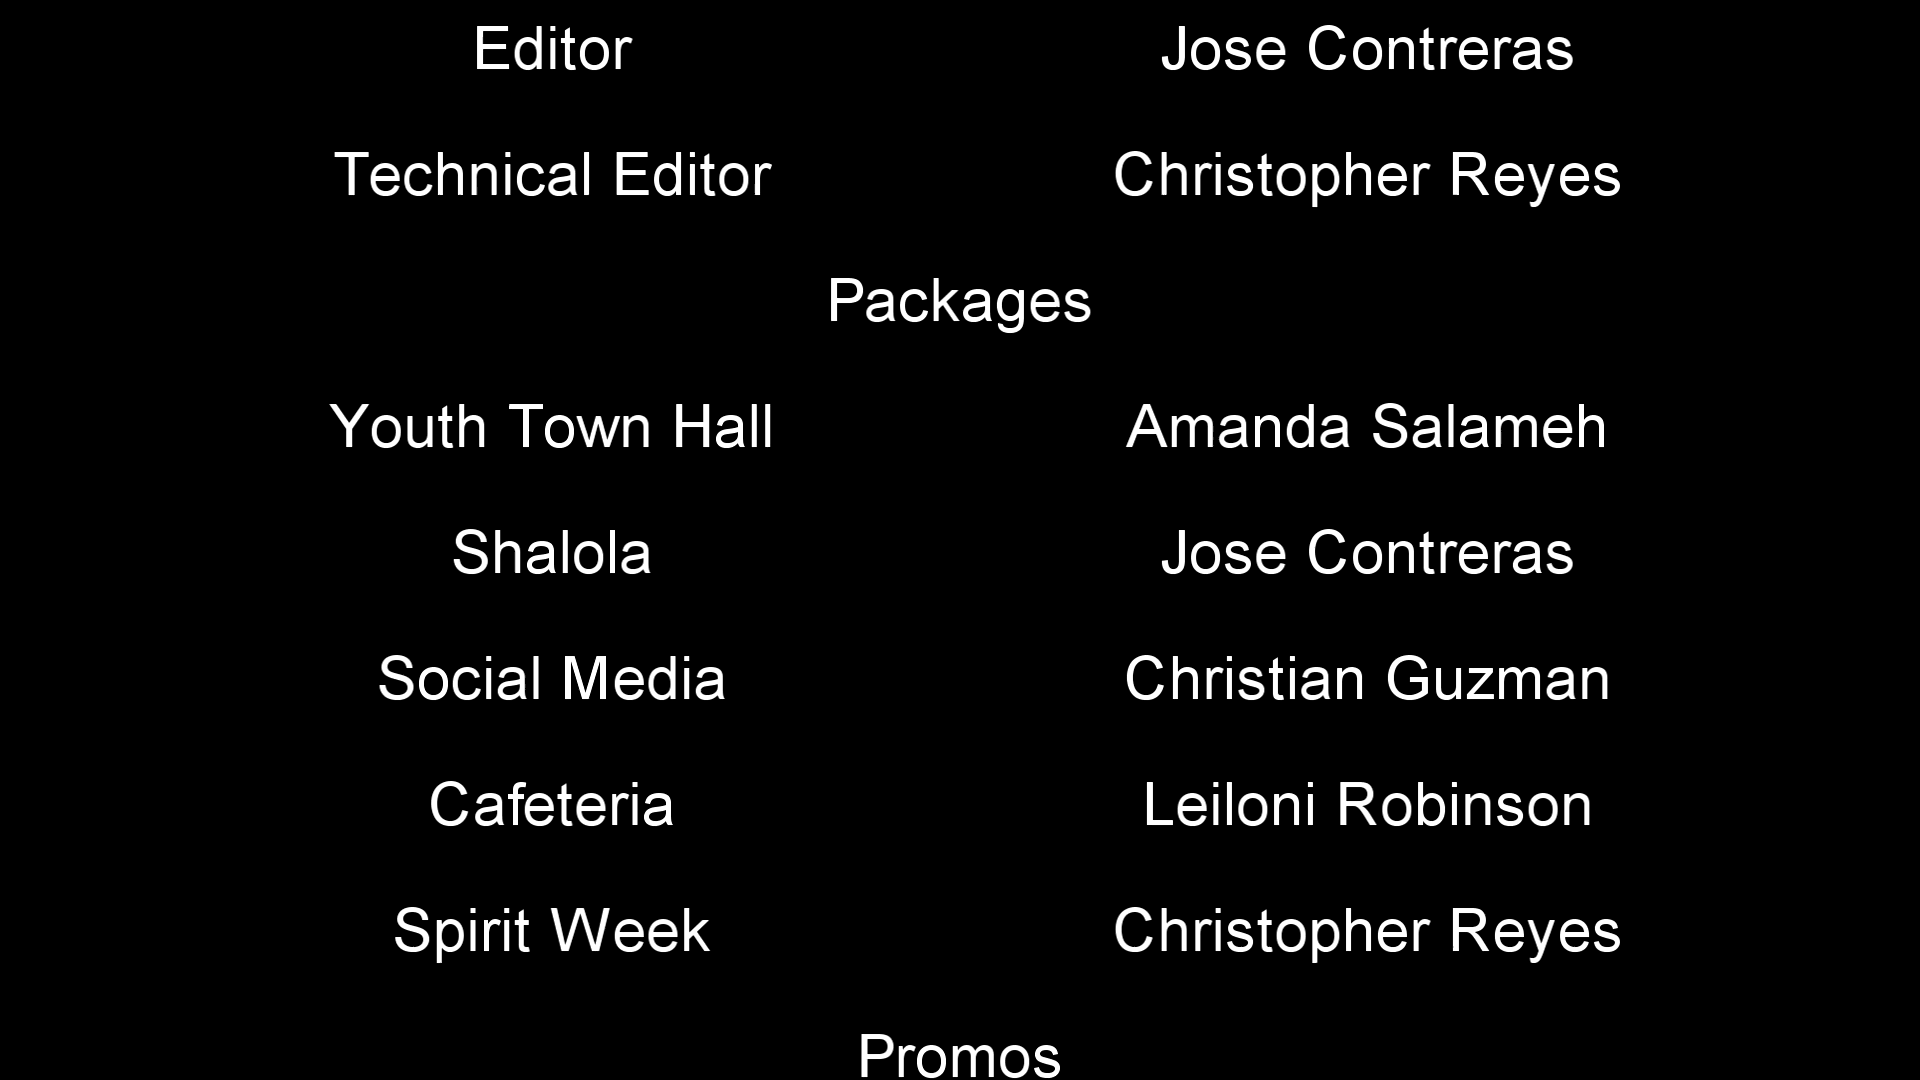 Editor Jose Contreras
Technical Editor Christopher Reyes
Packages
Youth Town Hall Amanda Salameh
Shalola Jose Contreras
Social Media Christian Guzman
Cafeteria Leiloni Robinson
Spirit Week Christopher Reyes
Promos